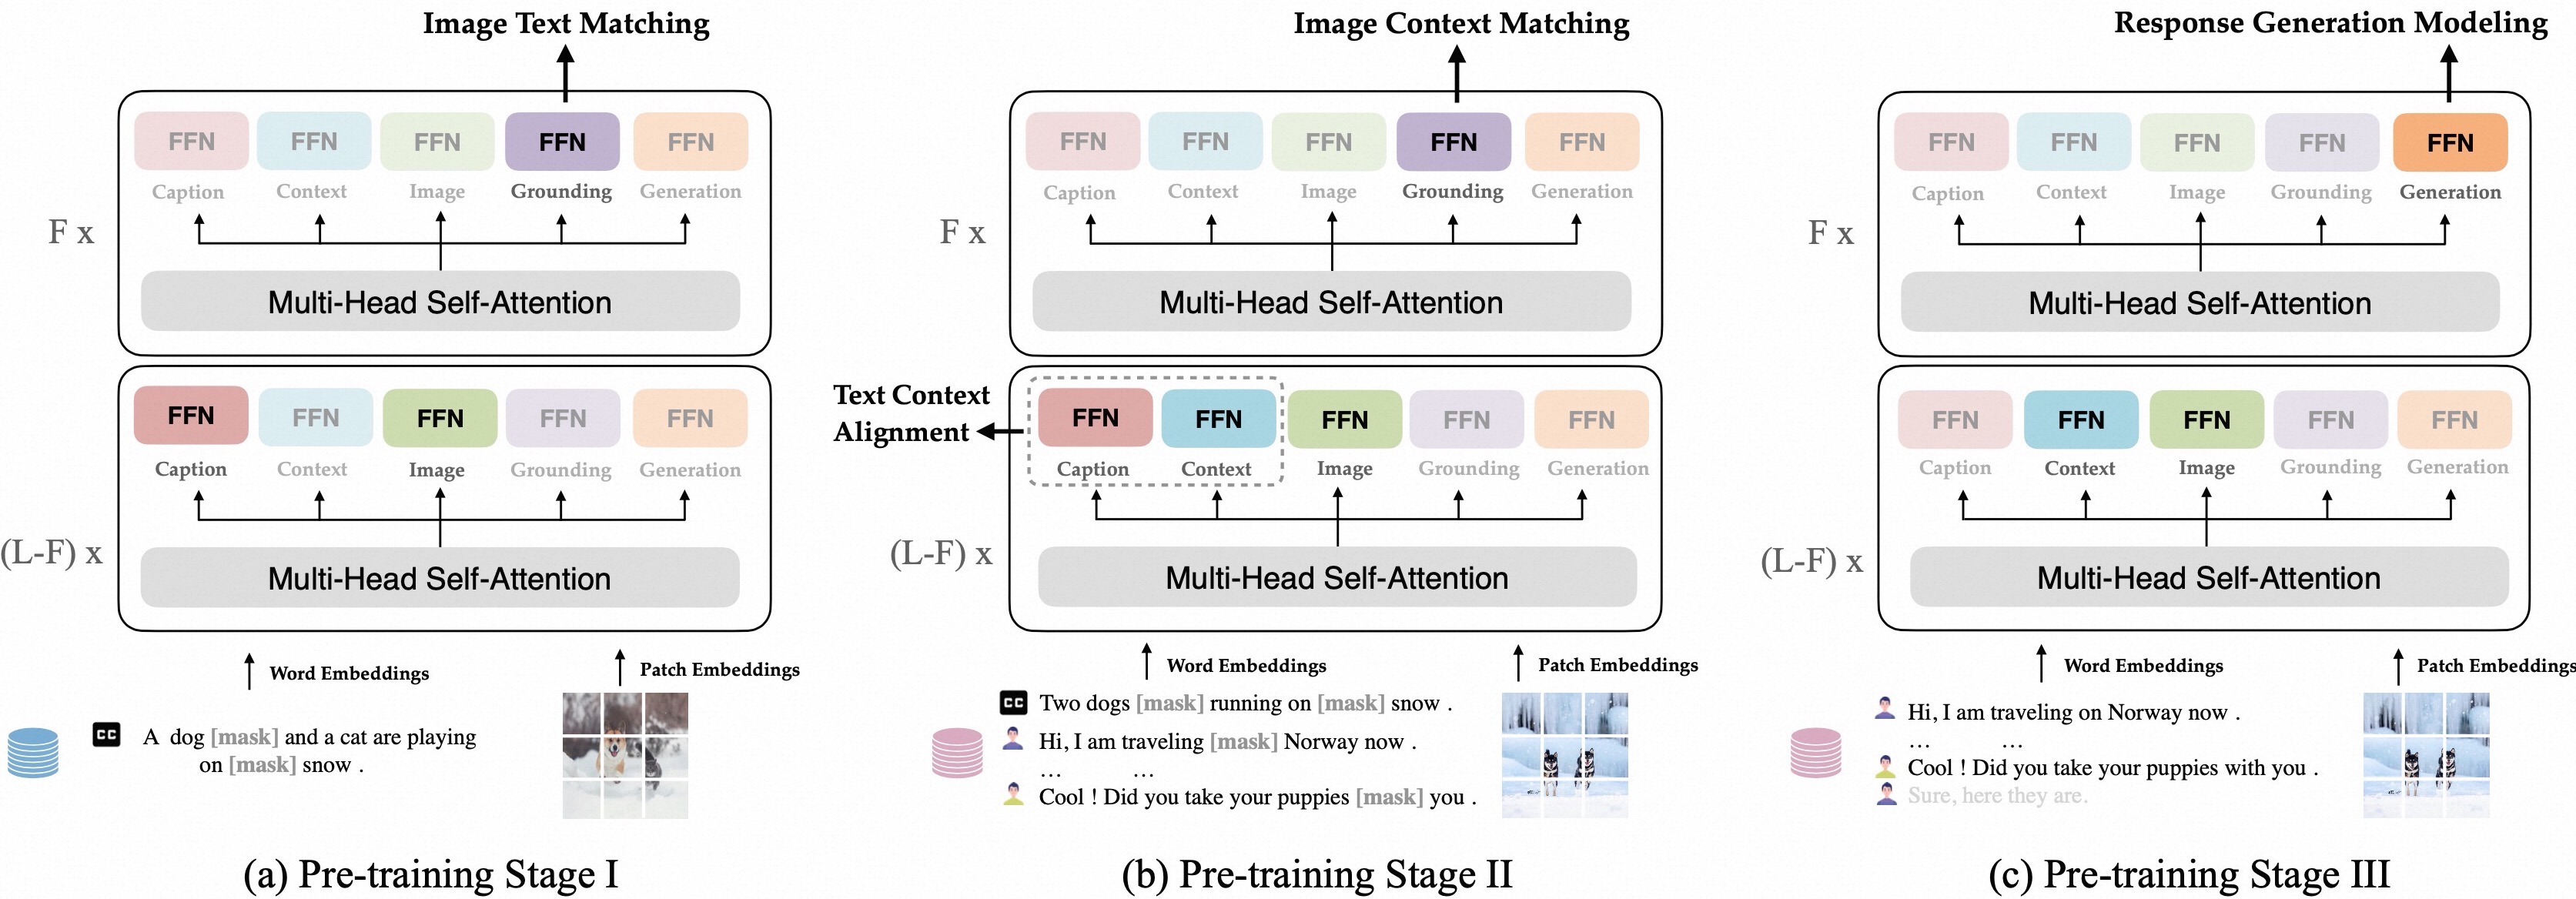 Image Text Matching
FFN FFN FFN FFN FFN
Caption Context Image Grounding Generation
F x
Multi-Head Self-Attention
FFN FFN FFN FFN FFN
Caption Context Image Grounding Generation
(L-F) x
Multi-Head Self-Attention
Word Embeddings
Patch Embeddings
CC
A dog [mask] and a cat are playing
on [mask] snow .
(a) Pre-training Stage I
Image Context Matching
FFN FFN FFN FFN FFN
Caption Context Image Grounding Generation
F x
Multi-Head Self-Attention
Text Context
Alignment
FFN FFN FFN FFN FFN
Caption Context Image Grounding Generation
(L-F) x
Multi-Head Self-Attention
Word Embeddings
Patch Embeddings
CC Two dogs [mask] running on [mask] snow .
Hi, I am traveling [mask] Norway now .
... ...
Cool ! Did you take your puppies [mask] you .
(b) Pre-training Stage II
Response Generation Modeling
FFN FFN FFN FFN FFN
Caption Context Image Grounding Generation
F x
Multi-Head Self-Attention
FFN FFN FFN FFN FFN
Caption Context Image Grounding Generation
(L-F) x
Multi-Head Self-Attention
Word Embeddings
Patch Embeddings
Hi, I am traveling on Norway now .
... ...
Cool ! Did you take your puppies with you .
Sure, here they are.
(c) Pre-training Stage III